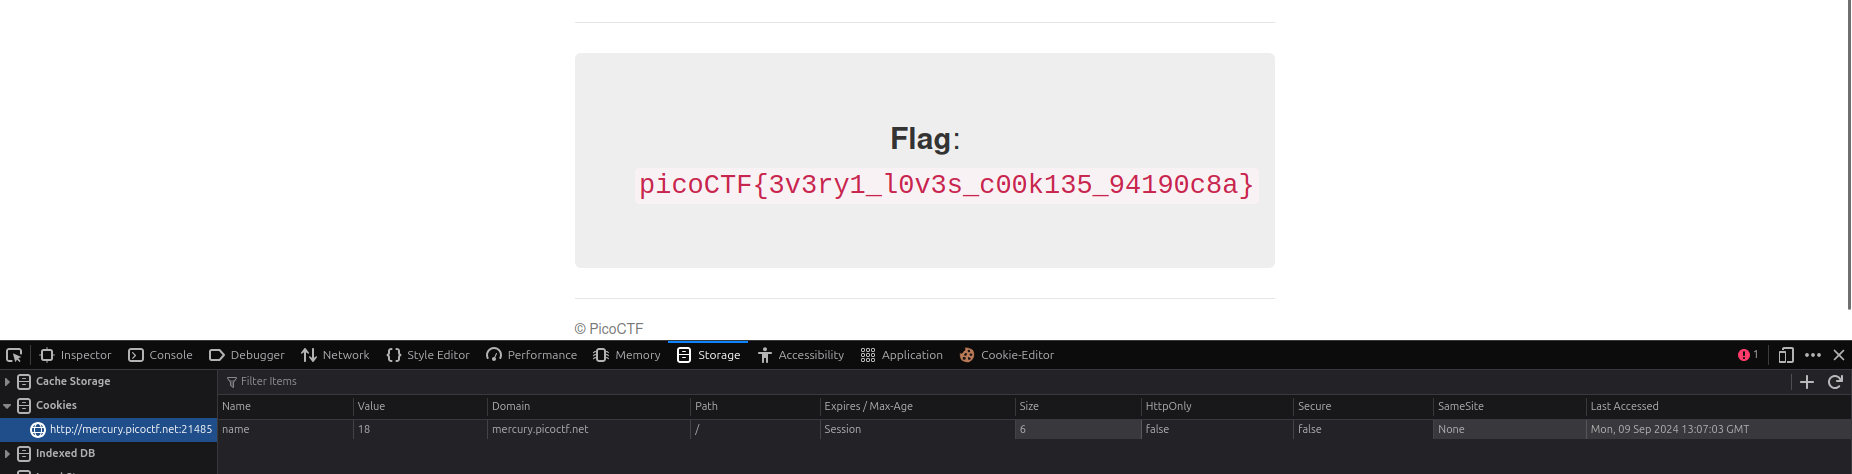 Flag:
picoCTF{3v3ry1_l0v3s_c00k135_94190c8a}
© PicoCTF
Inspector Console Debugger Network Style Editor Performance Memory Storage Accessibility Application Cookie-Editor 1
Cache Storage
Filter Items
Cookies
Name Value Domain Path Expires / Max-Age Size HttpOnly Secure SameSite Last Accessed
http://mercury.picoctf.net:21485
name 18 mercury.picoctf.net / Session 6 false false None Mon, 09 Sep 2024 13:07:03 GMT
Indexed DB